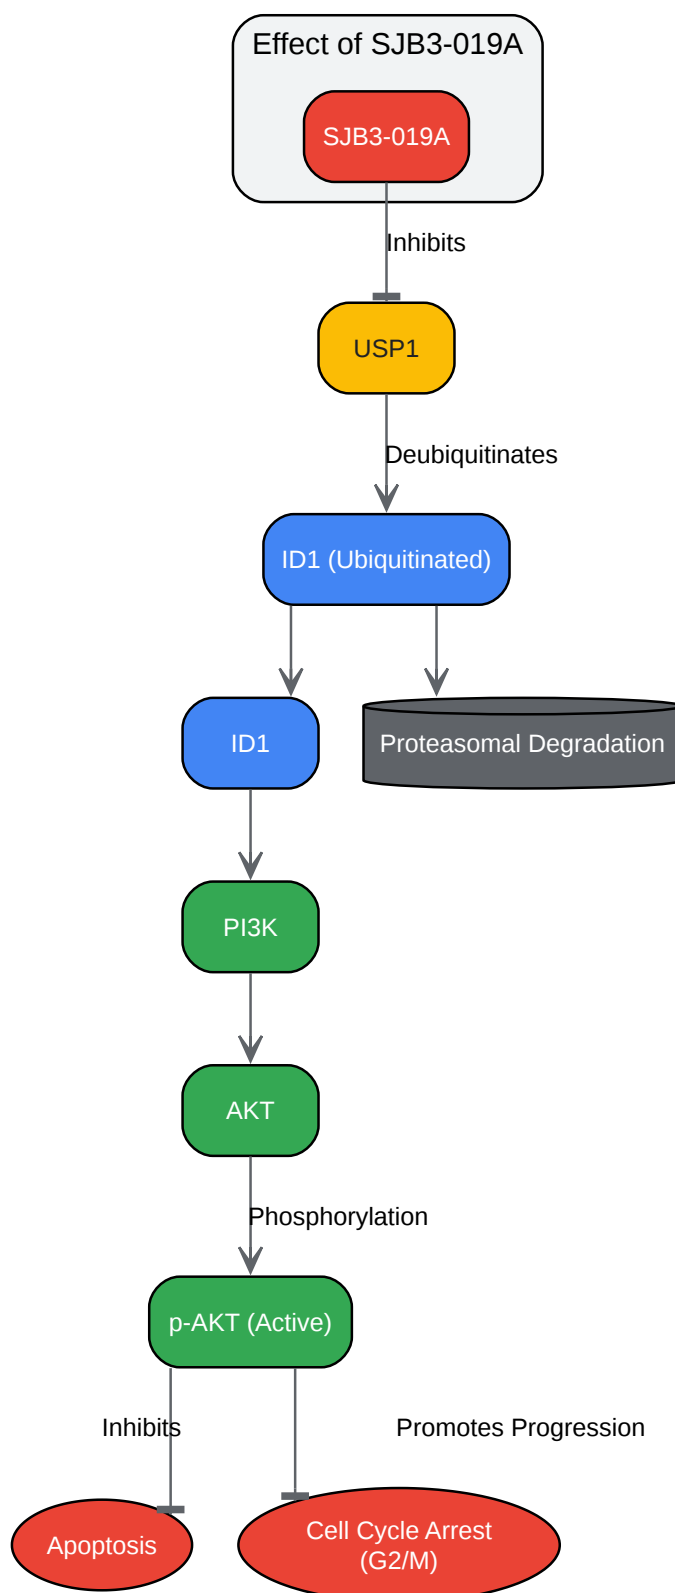 Effect of SJB3-019A
SJB3-019A
Inhibits
USP1
Deubiquitinates
ID1 (Ubiquitinated)
ID1
Proteasomal Degradation
PI3K
AKT
Phosphorylation
p-AKT (Active)
Inhibits
Promotes Progression
Apoptosis
Cell Cycle Arrest
(G2/M)